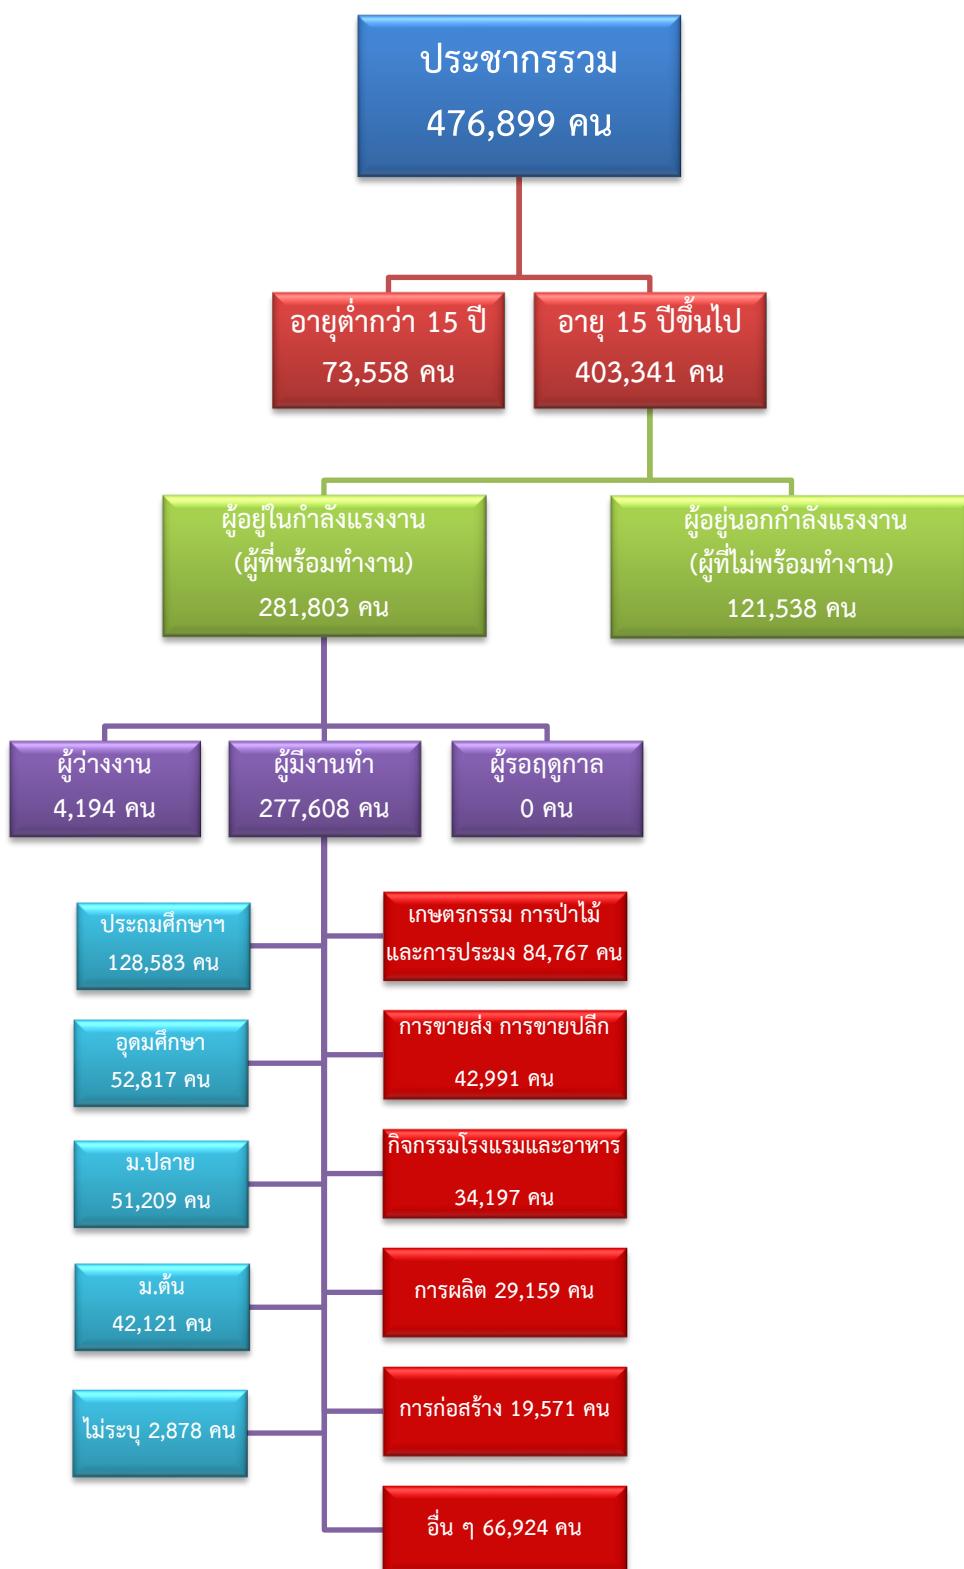 ประชากรรวม
476,899 คน
อายุต่ำกว่า 15 ปี
73,558 คน
อายุ 15 ปีขึ้นไป
403,341 คน
ผู้อยู่ในกำลังแรงงาน
(ผู้ที่พร้อมทำงาน)
281,803 คน
ผู้อยู่นอกกำลังแรงงาน
(ผู้ที่ไม่พร้อมทำงาน)
121,538 คน
ผู้ว่างงาน
4,194 คน
ผู้มีงานทำ
277,608 คน
ผู้รอฤดูกาล
0 คน
ประถมศึกษาฯ
128,583 คน
อุดมศึกษา
52,817 คน
ม.ปลาย
51,209 คน
ม.ต้น
42,121 คน
ไม่ระบุ 2,878 คน
เกษตรกรรม การป่าไม้
และการประมง 84,767 คน
การขายส่ง การขายปลีก
42,991 คน
กิจกรรมโรงแรมและอาหาร
34,197 คน
การผลิต 29,159 คน
การก่อสร้าง 19,571 คน
อื่น ๆ 66,924 คน